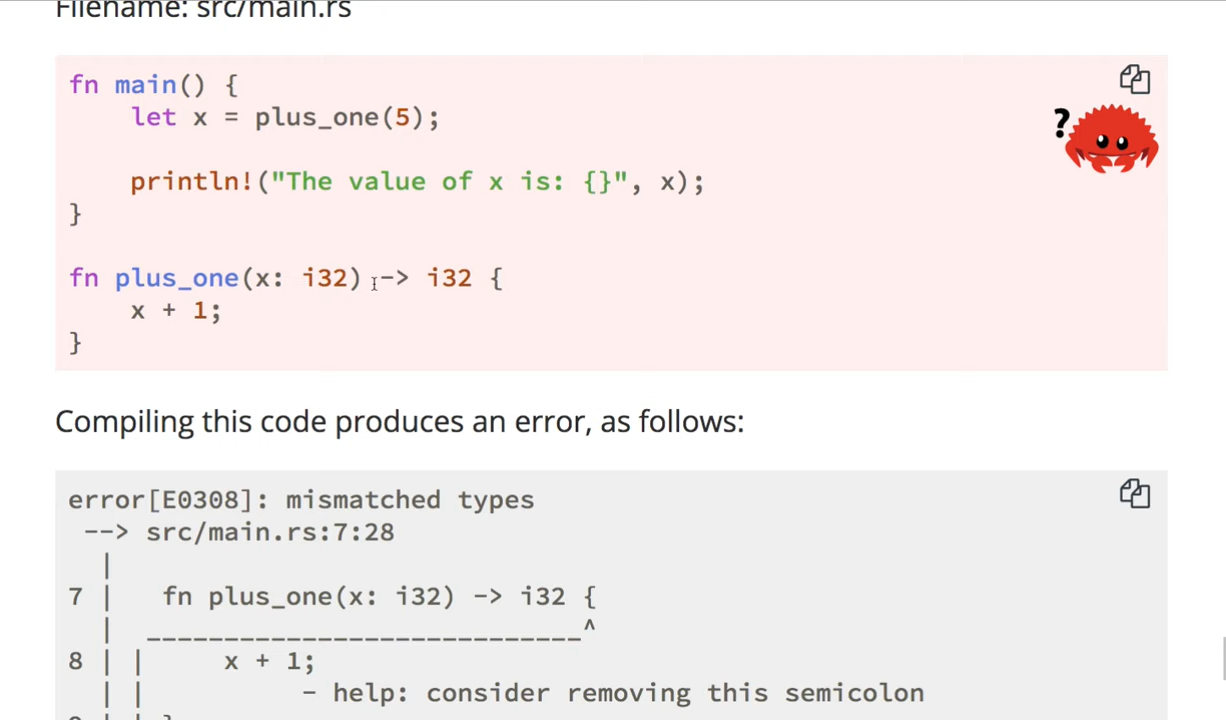 Filename: src/main.rs
fn main() {
    let x = plus_one(5);
    println!("The value of x is: {}", x);
}
fn plus_one(x: i32) -> i32 {
    x + 1;
}
?
Compiling this code produces an error, as follows:
error[E0308]: mismatched types
 --> src/main.rs:7:28
  |
7 |   fn plus_one(x: i32) -> i32 {
  |  ____________________________^
8 | |     x + 1;
  | |          - help: consider removing this semicolon